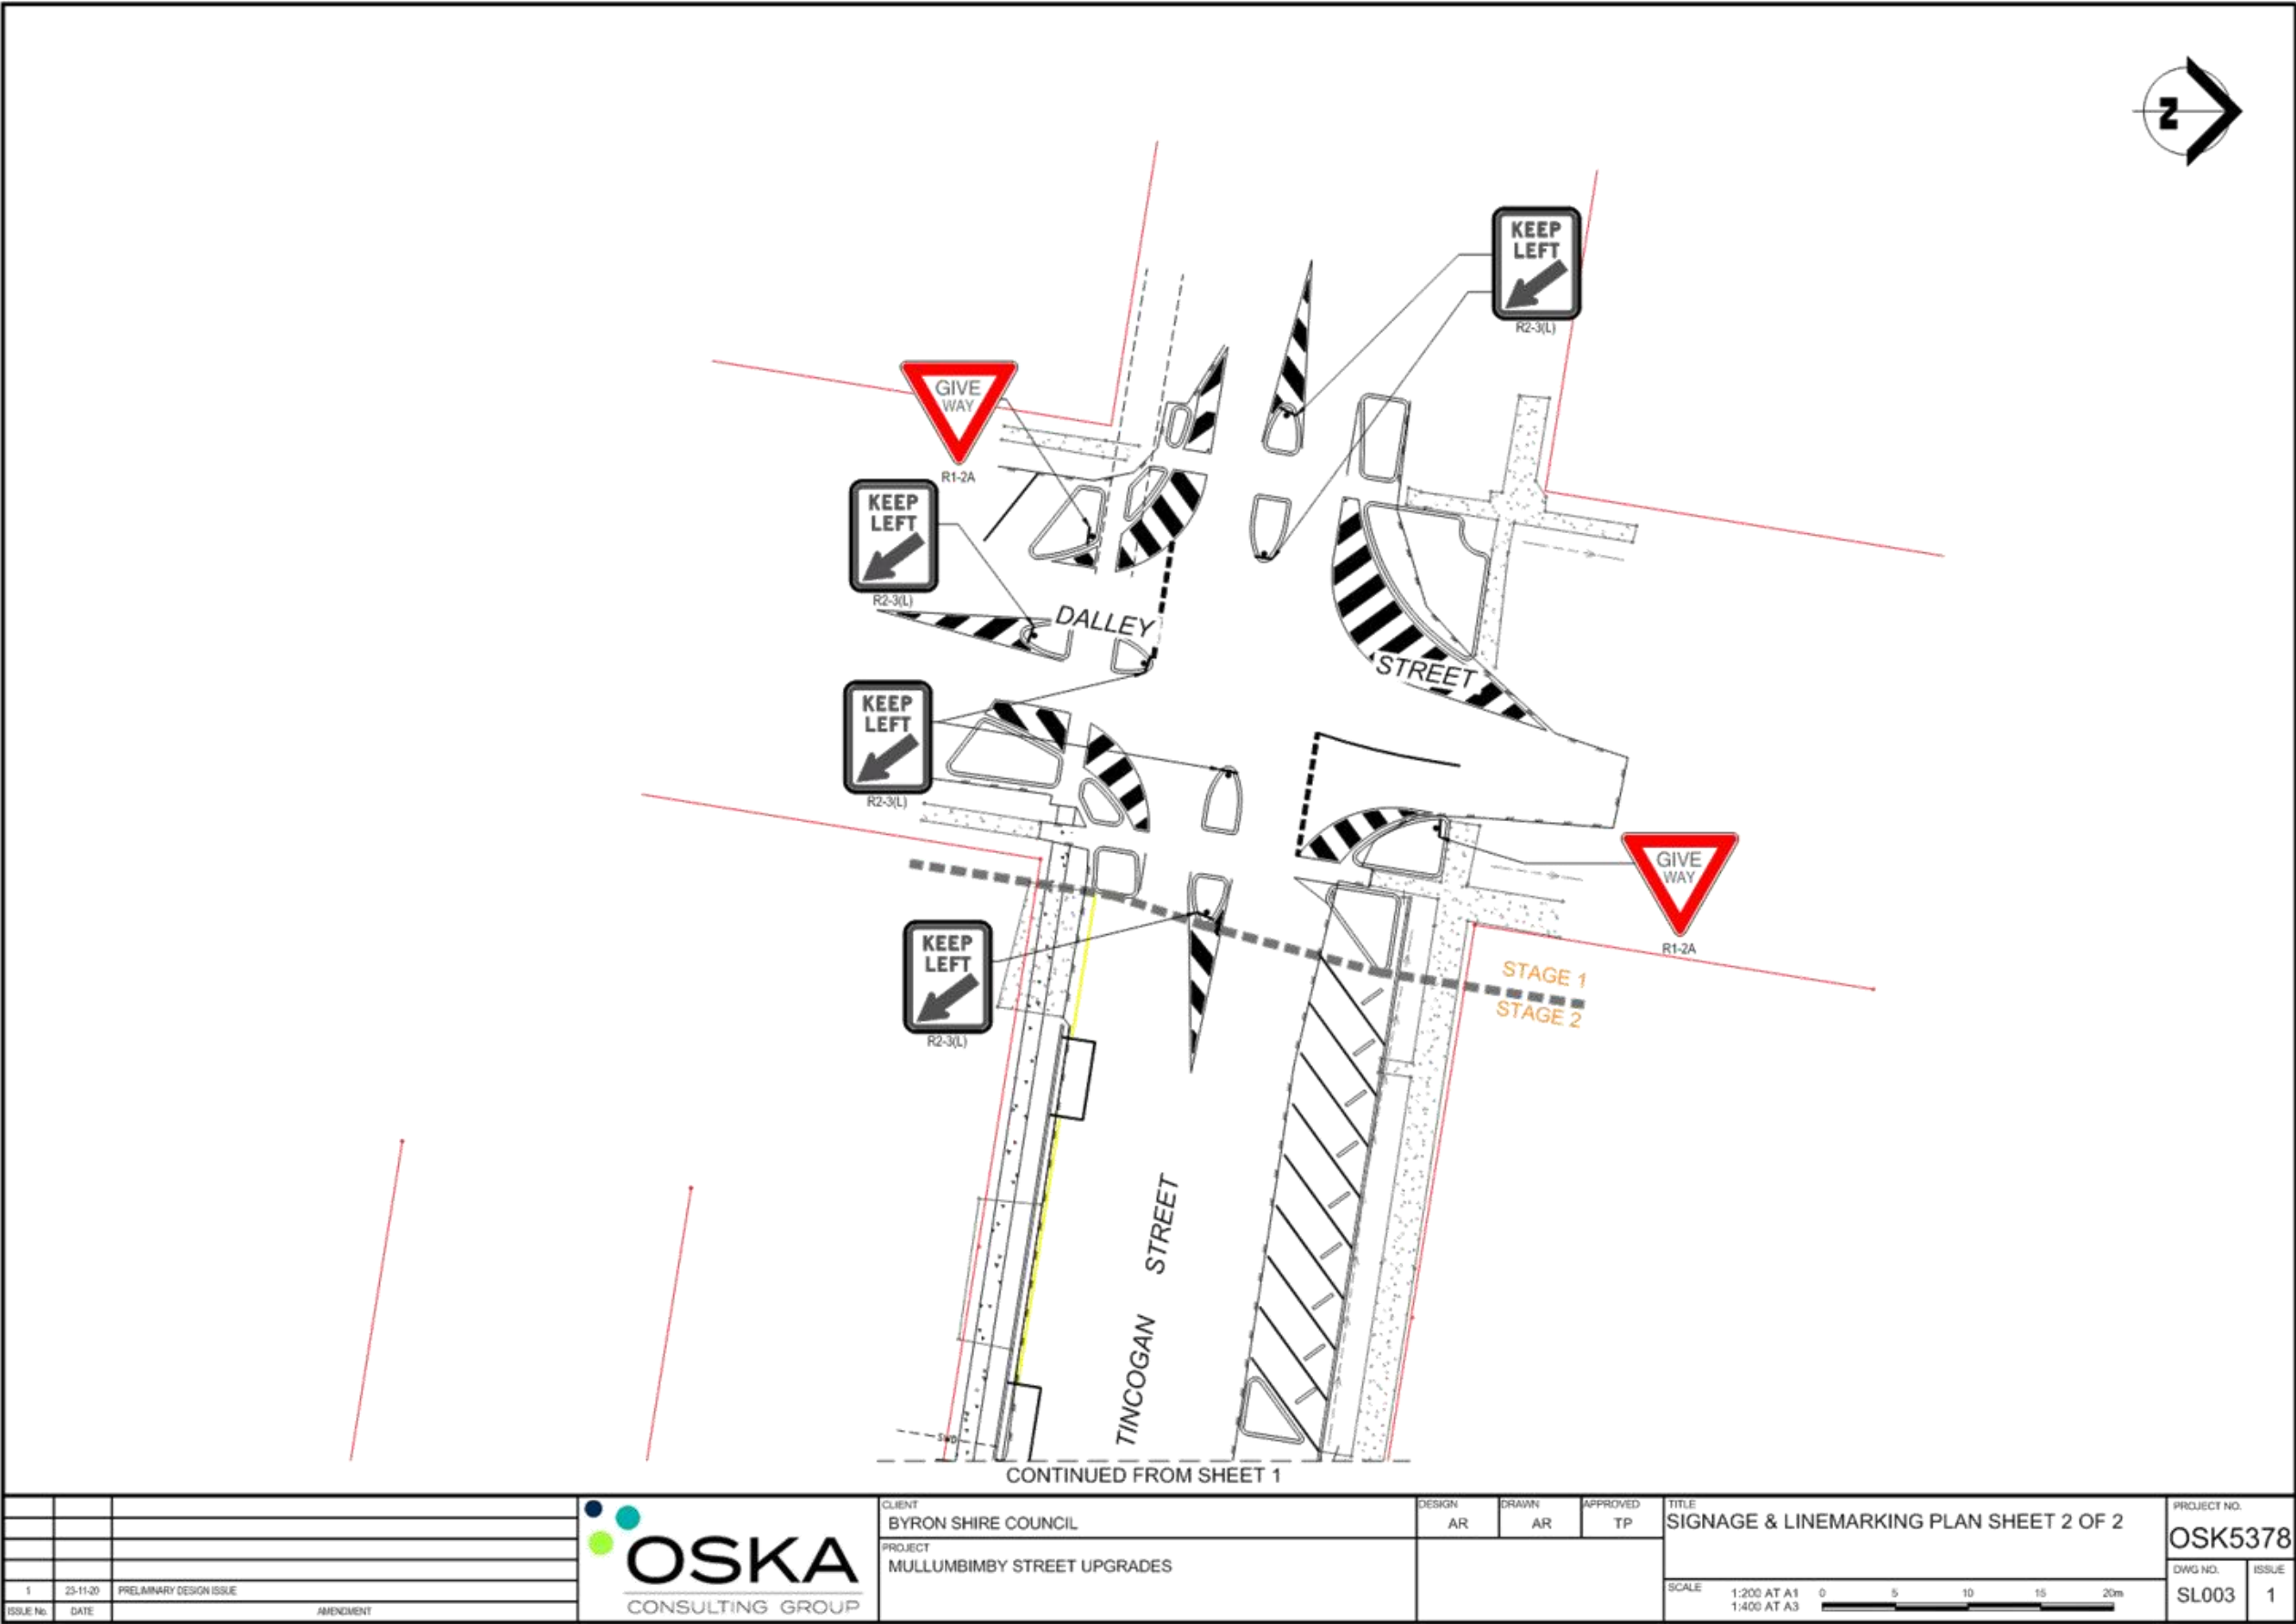 N
KEEP
LEFT
R2-3(L)
GIVE
WAY
R1-2A
KEEP
LEFT
R2-3(L)
DALLEY
STREET
KEEP
LEFT
R2-3(L)
GIVE
WAY
R1-2A
KEEP
LEFT
R2-3(L)
STAGE 1
STAGE 2
TINCOGAN STREET
CONTINUED FROM SHEET 1
1 23-11-20 PRELIMINARY DESIGN ISSUE
ISSUE No. DATE AMENDMENT
OSKA
CONSULTING GROUP
CLIENT
BYRON SHIRE COUNCIL
PROJECT
MULLUMBIMBY STREET UPGRADES
DESIGN
AR
DRAWN
AR
APPROVED
TP
TITLE
SIGNAGE & LINEMARKING PLAN SHEET 2 OF 2
SCALE
1:200 AT A1
1:400 AT A3
0 5 10 15 20m
PROJECT NO.
OSK5378
DWG NO.
SL003
ISSUE
1